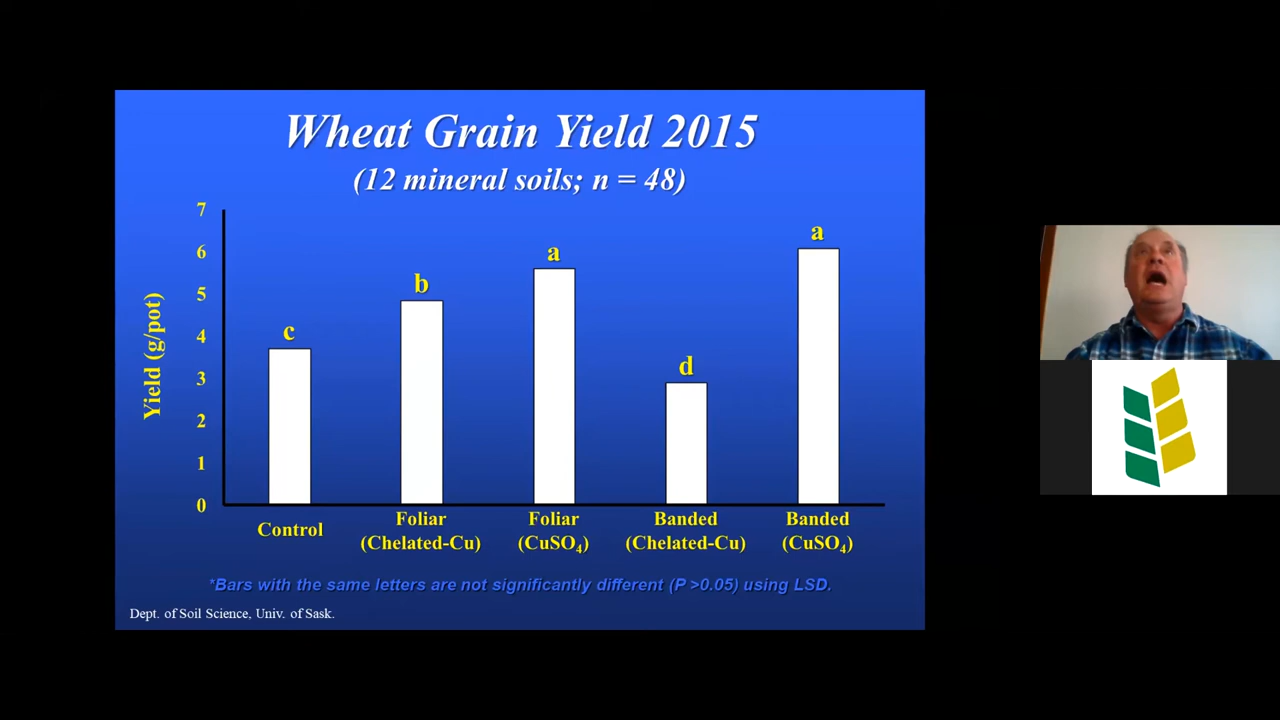 Wheat Grain Yield 2015
(12 mineral soils; n = 48)
Yield (g/pot)
7
6
5
4
3
2
1
0
c
b
a
d
a
Control
Foliar
(Chelated-Cu)
Foliar
(CuSO₄)
Banded
(Chelated-Cu)
Banded
(CuSO₄)
*Bars with the same letters are not significantly different (P >0.05) using LSD.
Dept. of Soil Science, Univ. of Sask.